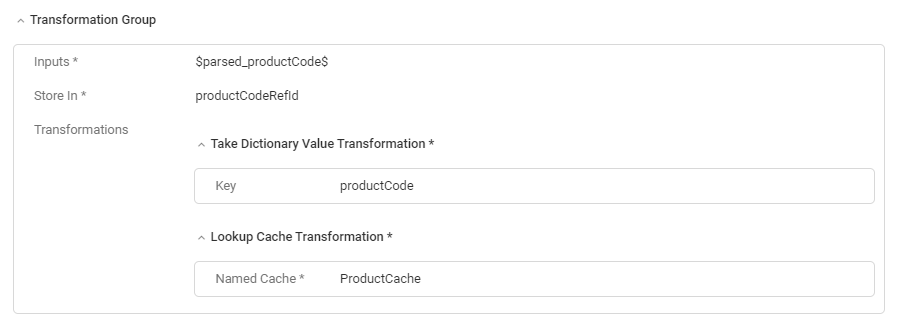 Transformation Group
Inputs * $parsed_productCode$
Store In * productCodeRefId
Transformations
Take Dictionary Value Transformation *
Key productCode
Lookup Cache Transformation *
Named Cache * ProductCache